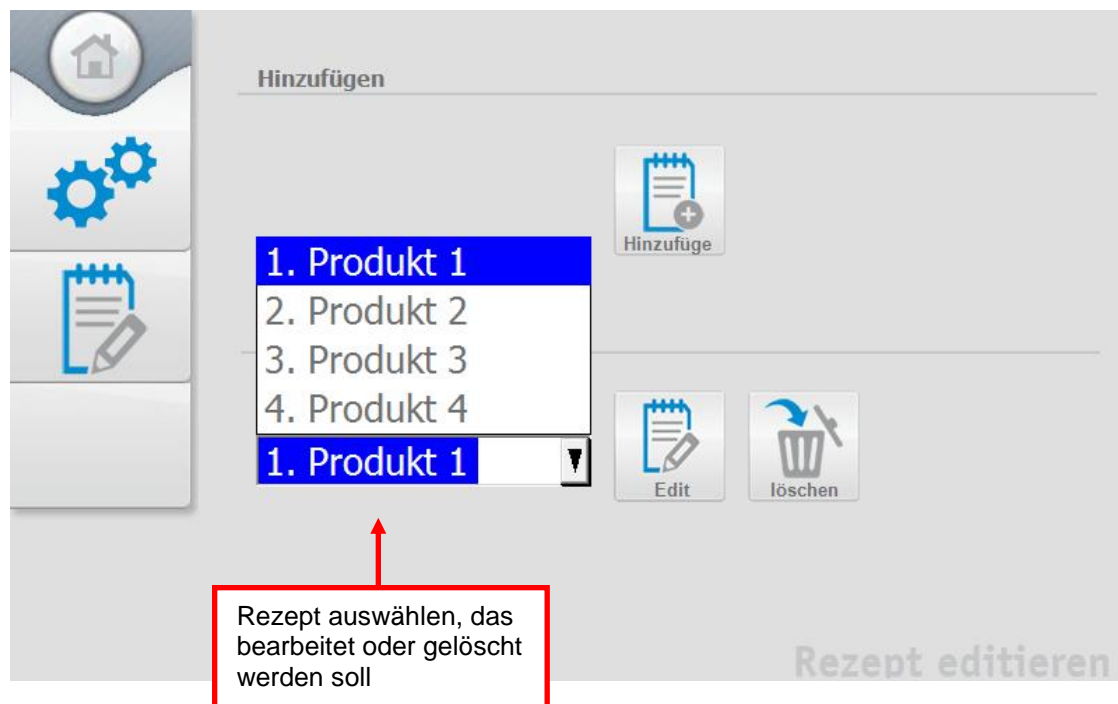 Hinzufügen
Hinzufüge
1. Produkt 1
2. Produkt 2
3. Produkt 3
4. Produkt 4
1. Produkt 1
Edit
löschen
Rezept auswählen, das
bearbeitet oder gelöscht
werden soll
Rezept editieren